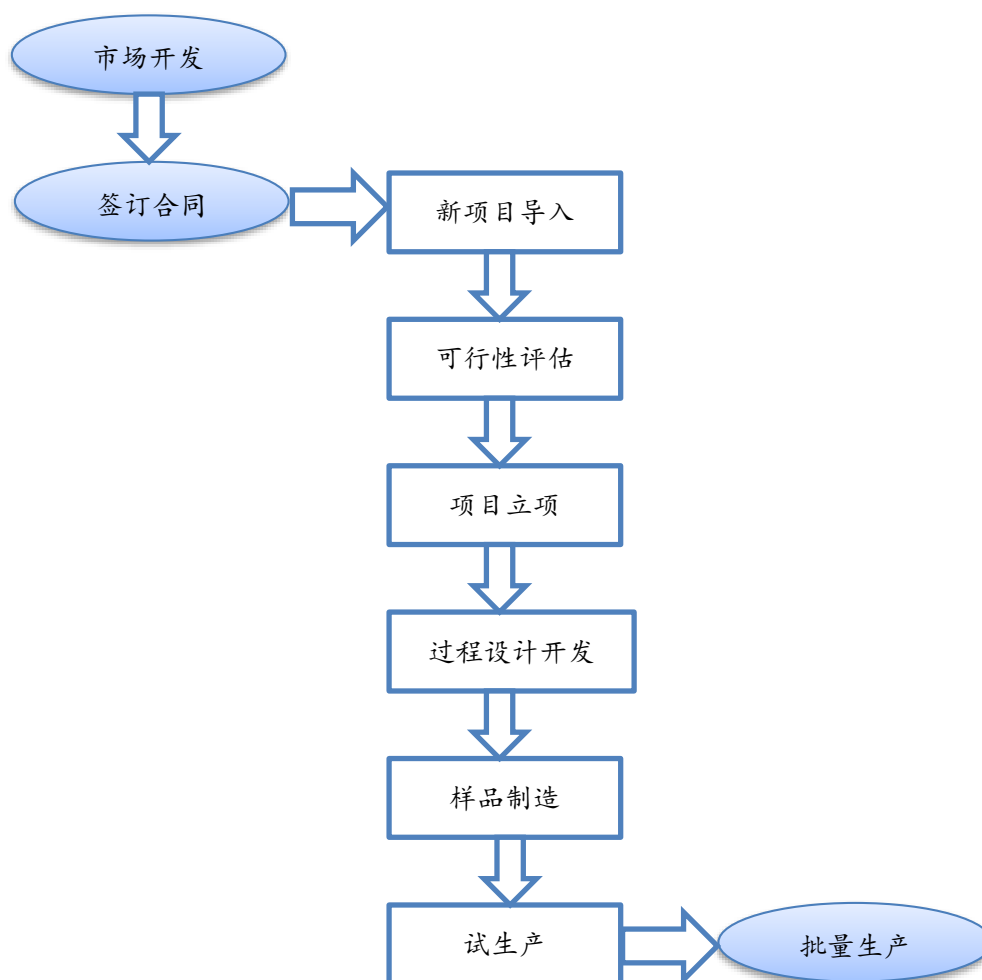 市场开发
签订合同
新项目导入
可行性评估
项目立项
过程设计开发
样品制造
试生产
批量生产